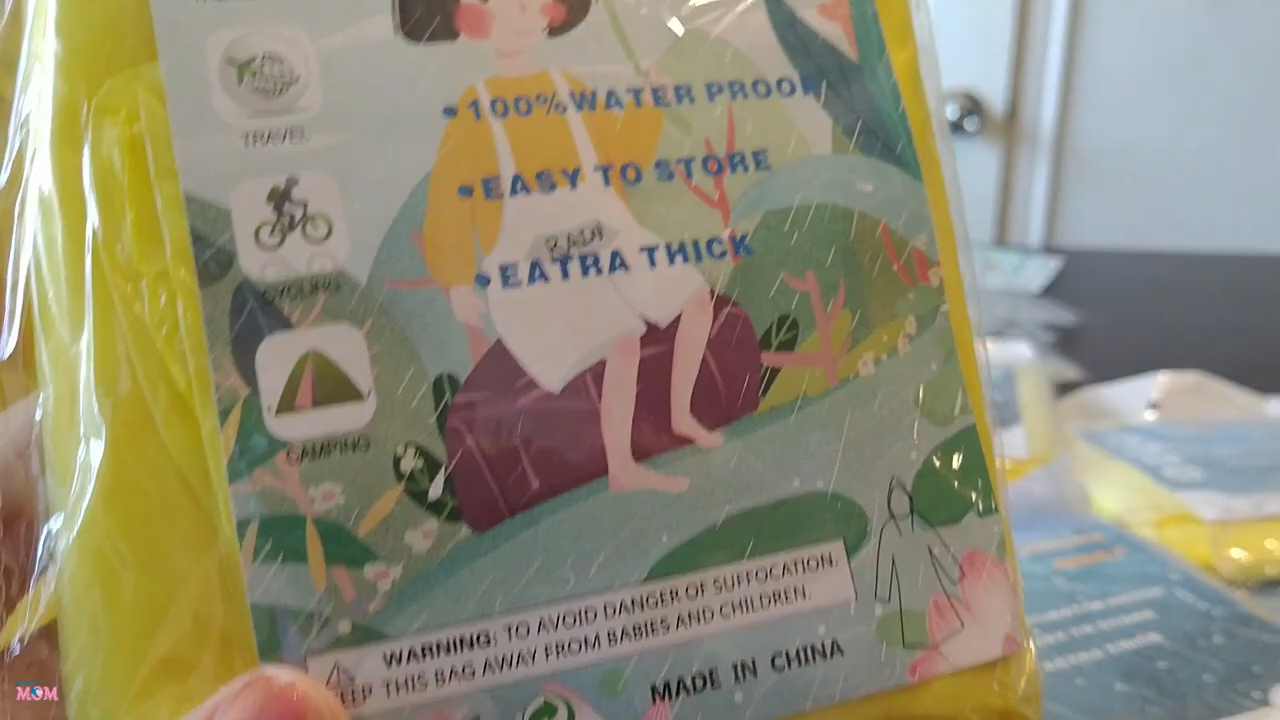 TRAVEL
•100%WATER PROOF
•EASY TO STORE
RAIN
•EATRA THICK
CYCLING
CAMPING
WARNING: TO AVOID DANGER OF SUFFOCATION.
THIS BAG AWAY FROM BABIES AND CHILDREN.
MADE IN CHINA
MOM